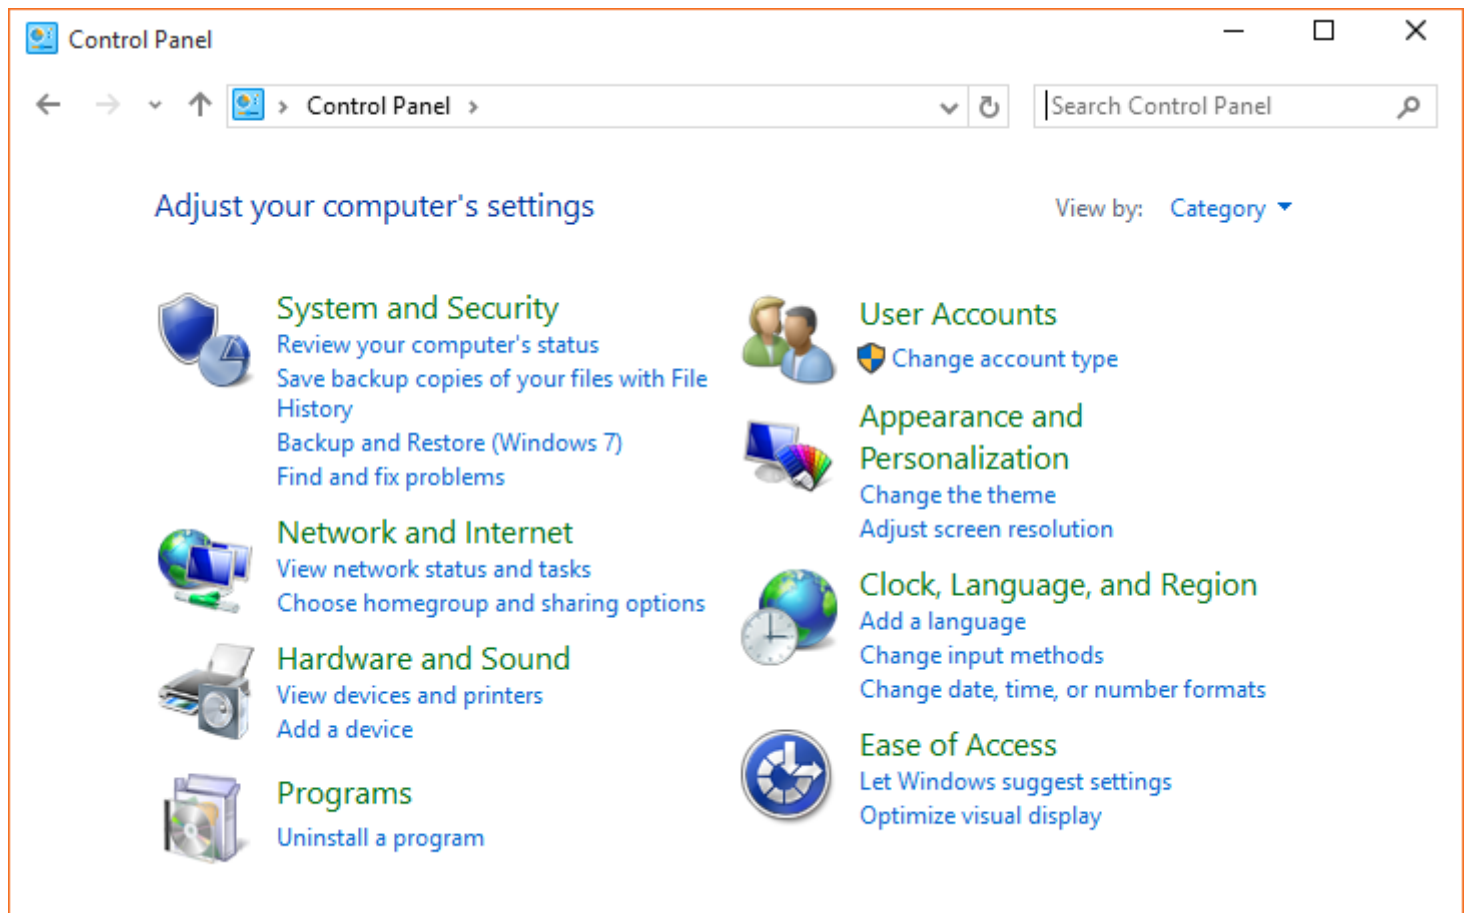 Control Panel
Control Panel
Search Control Panel
Adjust your computer's settings
View by: Category
System and Security
Review your computer's status
Save backup copies of your files with File
History
Backup and Restore (Windows 7)
Find and fix problems
Network and Internet
View network status and tasks
Choose homegroup and sharing options
Hardware and Sound
View devices and printers
Add a device
Programs
Uninstall a program
User Accounts
Change account type
Appearance and
Personalization
Change the theme
Adjust screen resolution
Clock, Language, and Region
Add a language
Change input methods
Change date, time, or number formats
Ease of Access
Let Windows suggest settings
Optimize visual display